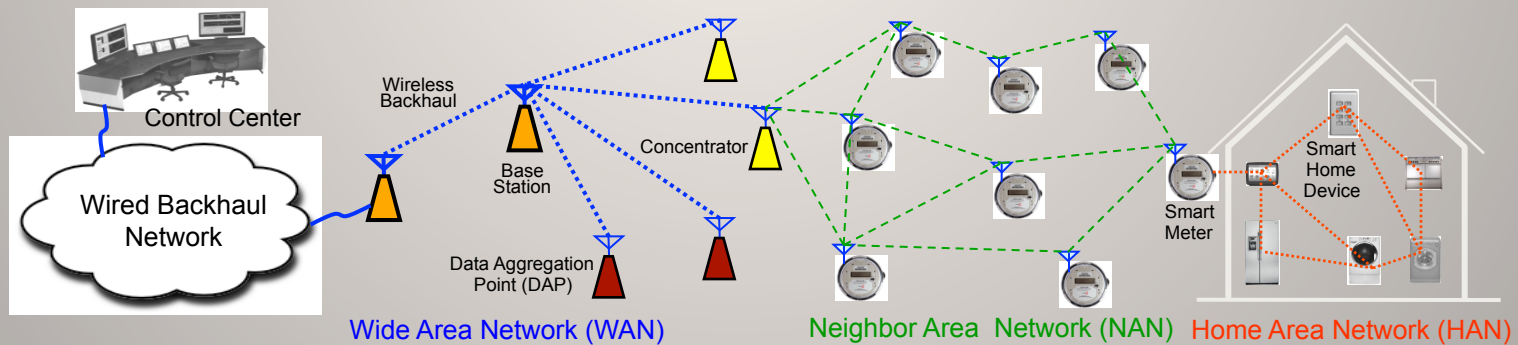 Control Center
Wired Backhaul
Network
Wireless
Backhaul
Base
Station
Concentrator
Data Aggregation
Point (DAP)
Smart
Meter
Smart
Home
Device
Wide Area Network (WAN)
Neighbor Area Network (NAN)
Home Area Network (HAN)